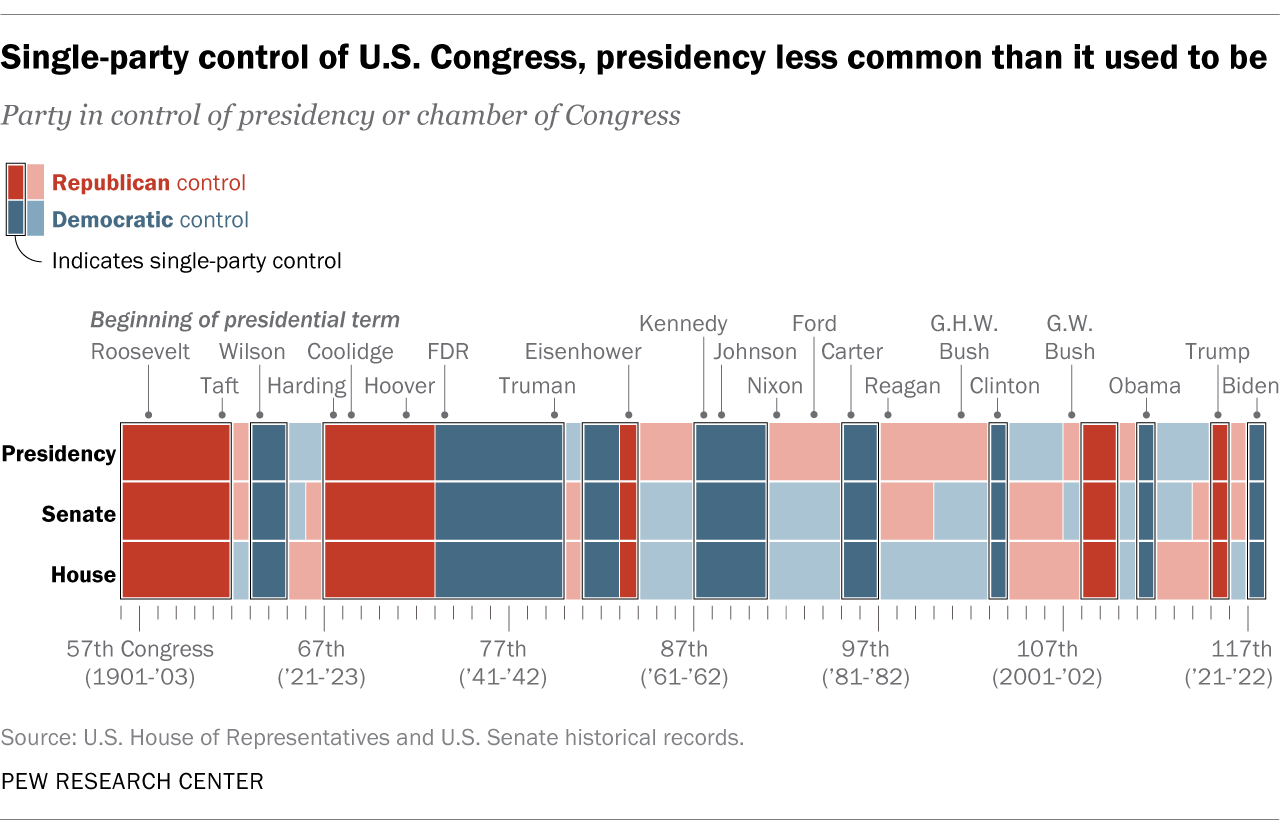 Single-party control of U.S. Congress, presidency less common than it used to be
Party in control of presidency or chamber of Congress
Republican control
Democratic control
Indicates single-party control
Beginning of presidential term
Kennedy Ford G.H.W. G.W.
Roosevelt Wilson Coolidge FDR Eisenhower Johnson Carter Bush Bush Trump
Taft Harding Hoover Truman Nixon Reagan Clinton Obama Biden
Presidency
Senate
House
57th Congress 67th 77th 87th 97th 107th 117th
(1901-’03) (’21-’23) (’41-’42) (’61-’62) (’81-’82) (2001-’02) (’21-’22)
Source: U.S. House of Representatives and U.S. Senate historical records.
PEW RESEARCH CENTER